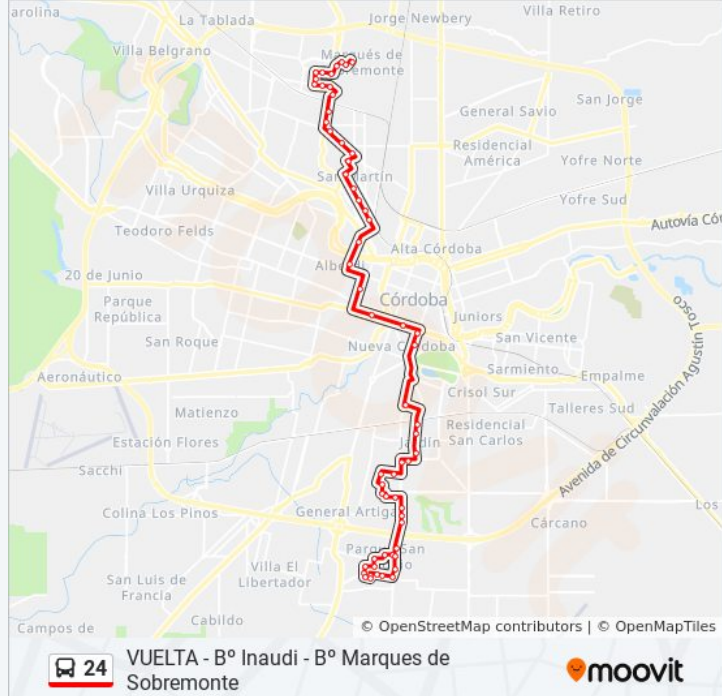 arolina
La Tablada
Jorge Newbery
Villa Retiro
Villa Belgrano
Marqués de
Sobremonte
San Jorge
General Savio
Residencial
América
Yofre Norte
San Martín
Villa Urquiza
Yofre Sud
Autovía Có
Teodoro Felds
Alta Córdoba
Alberdi
20 de Junio
Parque
República
Córdoba
Juniors
San Vicente
San Roque
Nueva Córdoba
Sarmiento
Empalme
Aeronáutico
Crisol Sur
Talleres Sud
Matienzo
Residencial
San Carlos
Estación Flores
Jardín
Avenida de Circunvalación Agustín Tosco
Sacchi
Colina Los Pinos
General Artigas
Los
Cárcano
Parque San
Villa El
Libertador
San Luis de
Francia
Cabildo
Campos de
© OpenStreetMap contributors | © OpenMapTiles
24
VUELTA - Bº Inaudi - Bº Marques de
Sobremonte
moovit